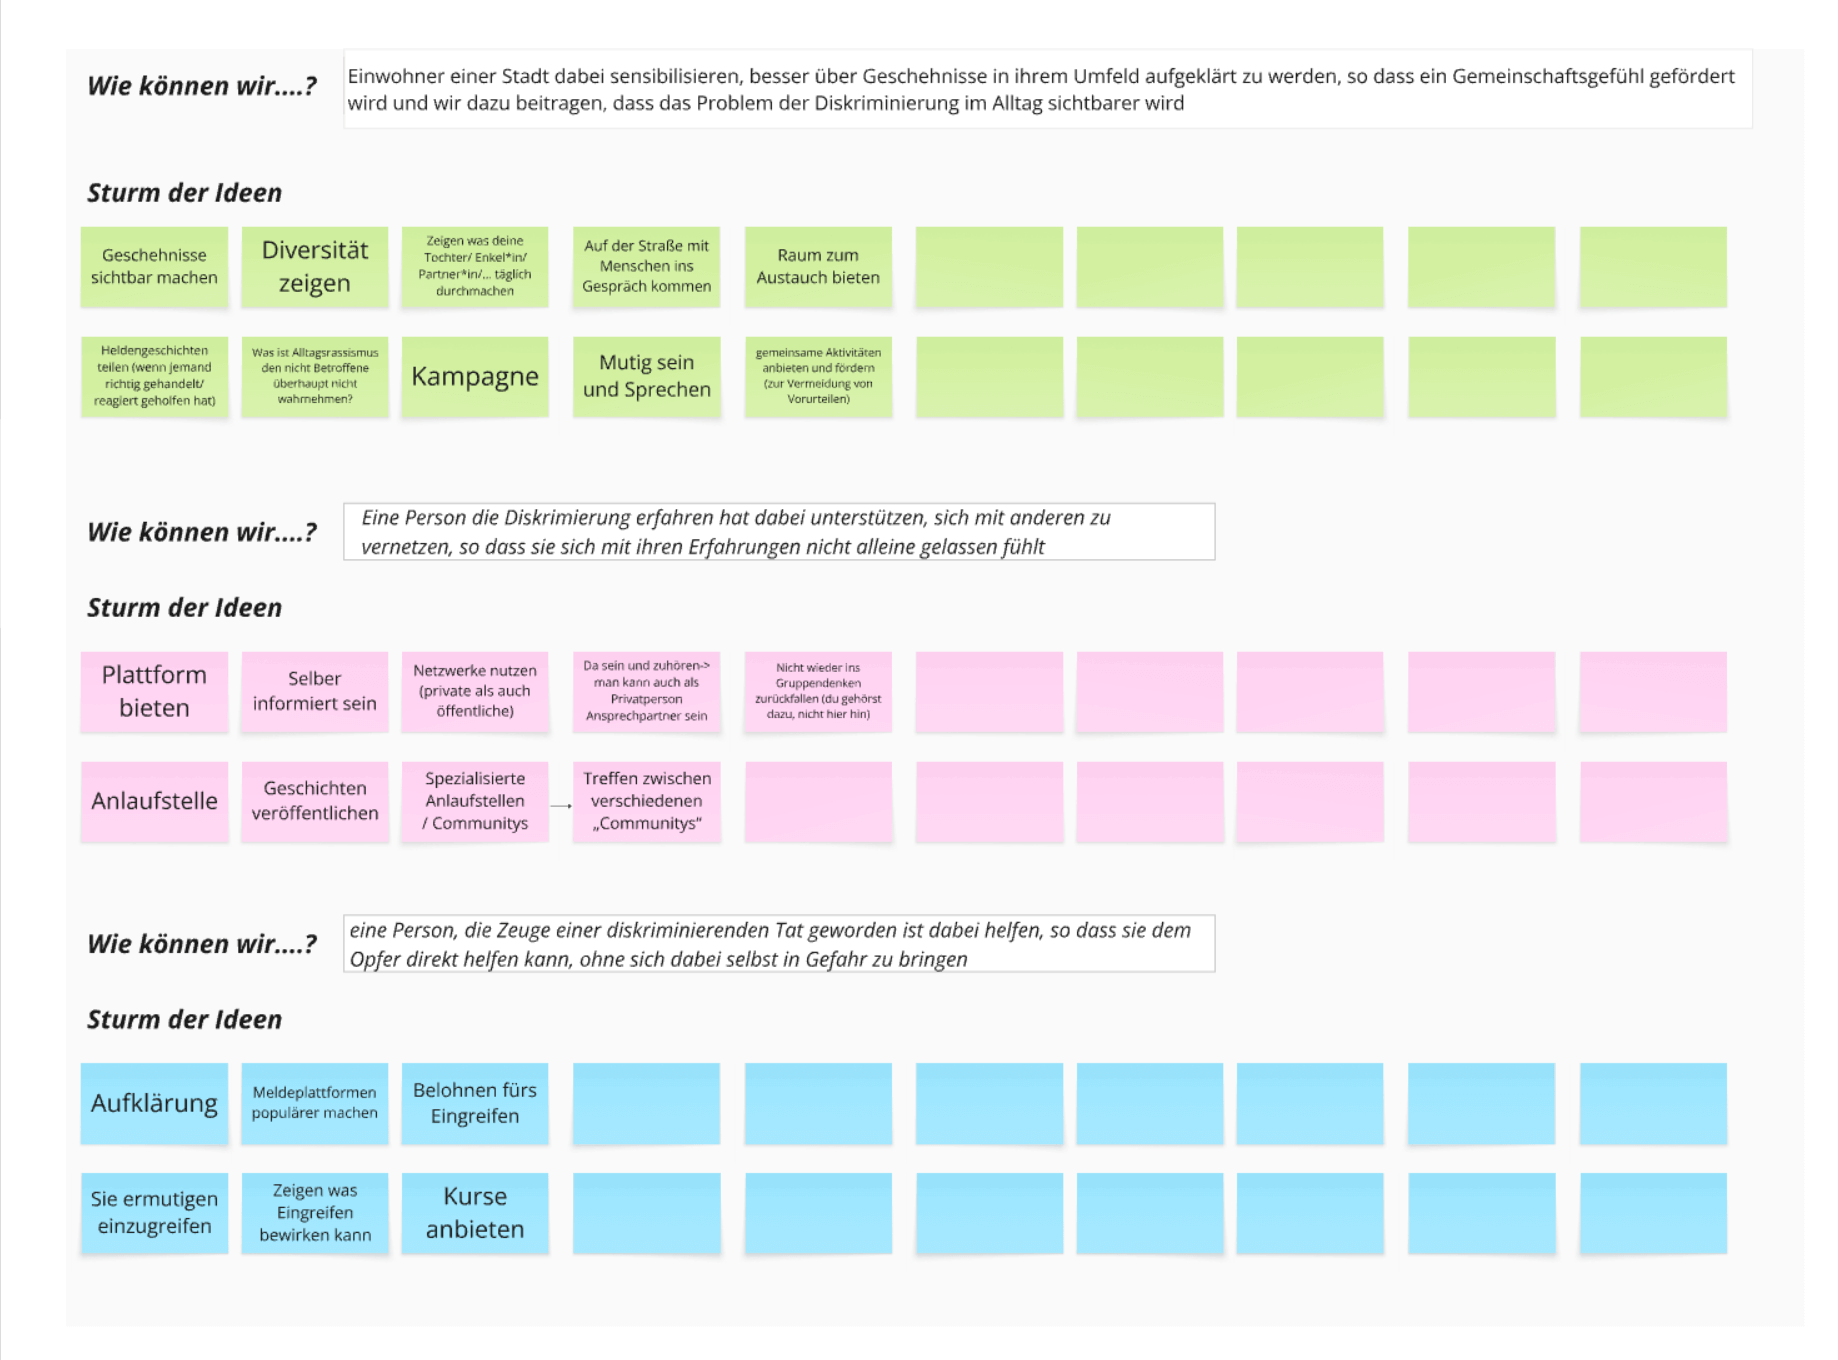 Wie können wir....?
Einwohner einer Stadt dabei sensibilisieren, besser über Geschehnisse in ihrem Umfeld aufgeklärt zu werden, so dass ein Gemeinschaftsgefühl gefördert
wird und wir dazu beitragen, dass das Problem der Diskriminierung im Alltag sichtbarer wird
Sturm der Ideen
Geschehnisse
sichtbar machen
Diversität
zeigen
Zeigen was deine
Tochter/ Enkel*in/
Partner*in/... täglich
durchmachen
Auf der Straße mit
Menschen ins
Gespräch kommen
Raum zum
Austauch bieten
Heldengeschichten
teilen (wenn jemand
richtig gehandelt/
reagiert geholfen hat)
Was ist Alltagsrassismus
den nicht Betroffene
überhaupt nicht
wahrnehmen?
Kampagne
Mutig sein
und Sprechen
gemeinsame Aktivitäten
anbieten und fördern
(zur Vermeidung von
Vorurteilen)
Wie können wir....?
Eine Person die Diskrimierung erfahren hat dabei unterstützen, sich mit anderen zu
vernetzen, so dass sie sich mit ihren Erfahrungen nicht alleine gelassen fühlt
Sturm der Ideen
Plattform
bieten
Selber
informiert sein
Netzwerke nutzen
(private als auch
öffentliche)
Da sein und zuhören->
man kann auch als
Privatperson
Ansprechpartner sein
Nicht wieder ins
Gruppendenken
zurückfallen (du gehörst
dazu, nicht hier hin)
Anlaufstelle
Geschichten
veröffentlichen
Spezialisierte
Anlaufstellen
/ Communitys
Treffen zwischen
verschiedenen
„Communitys“
Wie können wir....?
eine Person, die Zeuge einer diskriminierenden Tat geworden ist dabei helfen, so dass sie dem
Opfer direkt helfen kann, ohne sich dabei selbst in Gefahr zu bringen
Sturm der Ideen
Aufklärung
Meldeplattformen
populärer machen
Belohnen fürs
Eingreifen
Sie ermutigen
einzugreifen
Zeigen was
Eingreifen
bewirken kann
Kurse
anbieten